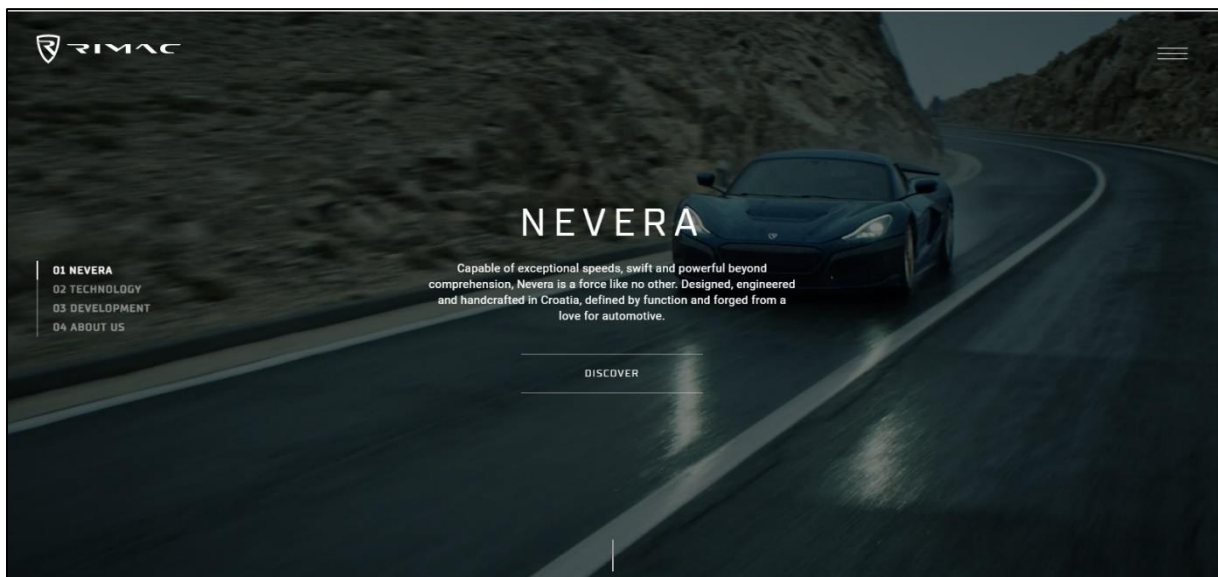 RIMAC
NEVERA
Capable of exceptional speeds, swift and powerful beyond
comprehension, Nevera is a force like no other. Designed, engineered
and handcrafted in Croatia, defined by function and forged from a
love for automotive.
01 NEVERA
02 TECHNOLOGY
03 DEVELOPMENT
04 ABOUT US
DISCOVER